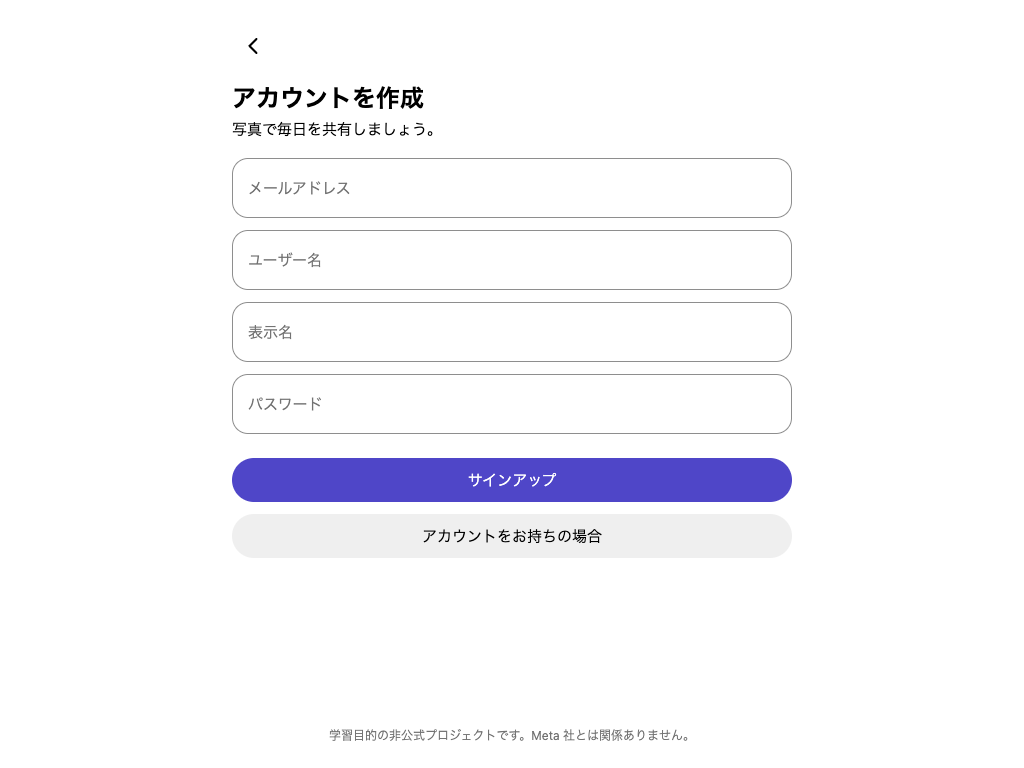 アカウントを作成
写真で毎日を共有しましょう。
メールアドレス
ユーザー名
表示名
パスワード
サインアップ
アカウントをお持ちの場合
学習目的の非公式プロジェクトです。Meta 社とは関係ありません。